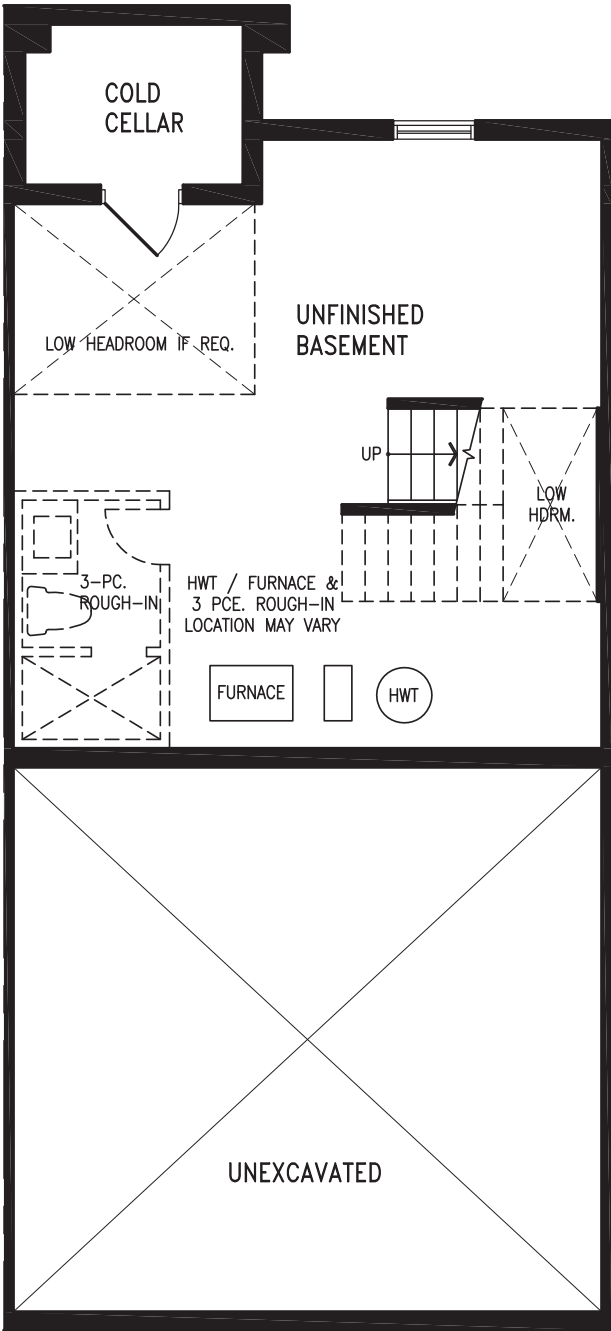 COLD
CELLAR
UNFINISHED
BASEMENT
LOW HEADROOM IF REQ.
UP
LOW
HDRM.
3-PC.
ROUGH-IN
HWT / FURNACE &
3 PCE. ROUGH-IN
LOCATION MAY VARY
FURNACE
HWT
UNEXCAVATED